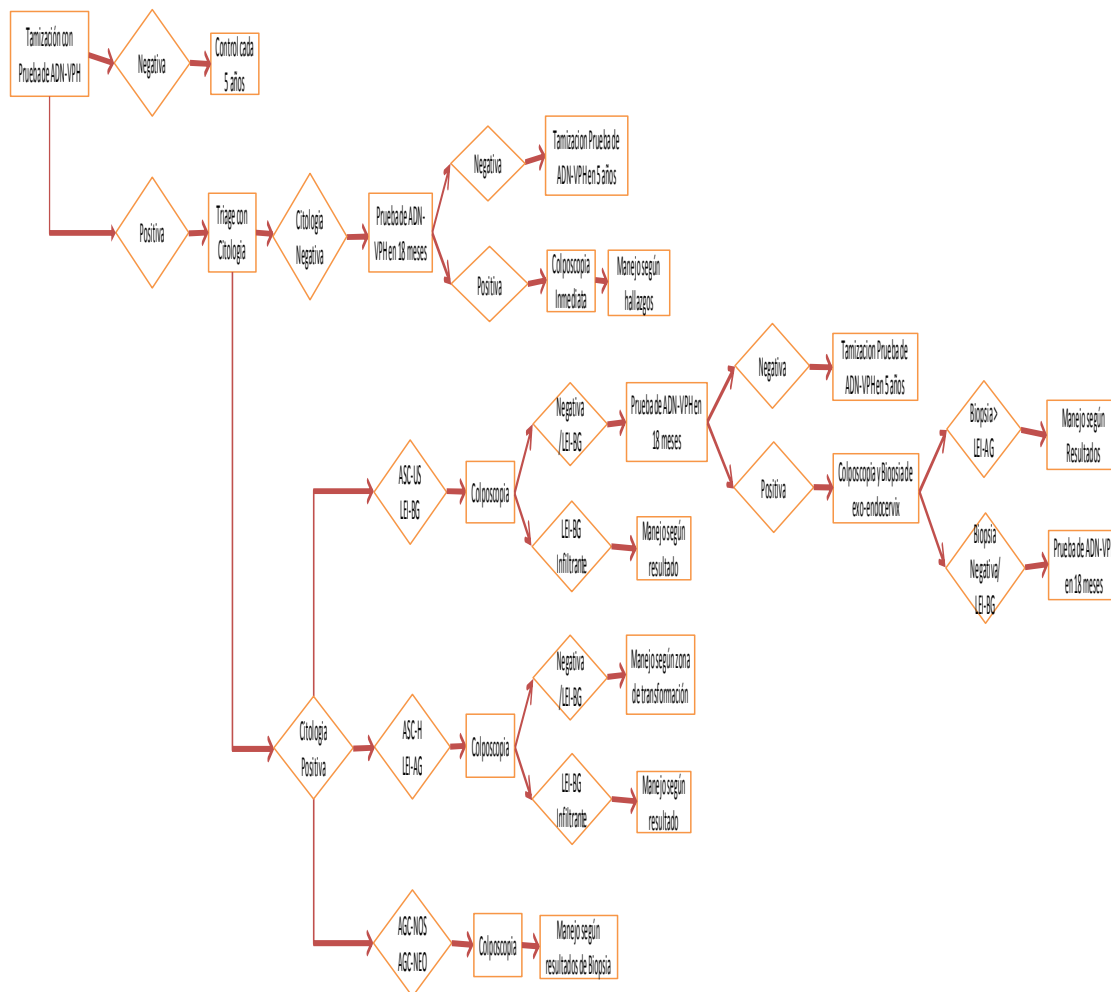 Tamización con
Prueba de ADN-VPH
Negativa
Control cada
5 años
Positiva
Triage con
Citologia
Citologia
Negativa
Prueba de ADN-
VPH en 18 meses
Negativa
Tamizacion Prueba de
ADN-VPH en 5 años
Positiva
Colposcopia
Inmediata
Manejo según
hallazgos
ASC-US
LEI-BG
Colposcopia
Negativa
/LEI-BG
Prueba de ADN-VPH en
18 meses
Negativa
Tamizacion Prueba de
ADN-VPH en 5 años
Positiva
Colposcopia y Biopsia de
exo-endocervix
Biopsia >
LEI-AG
Manejo según
Resultados
Biopsia
Negativa/
LEI-BG
Prueba de ADN-VP
en 18 meses
LEI-BG
Infiltrante
Manejo según
resultado
Citologia
Positiva
ASC-H
LEI-AG
Colposcopia
Negativa
/LEI-BG
Manejo según zona
de transformación
LEI-BG
Infiltrante
Manejo según
resultado
AGC-NOS
AGC-NEO
Colposcopia
Manejo según
resultados de Biopsia